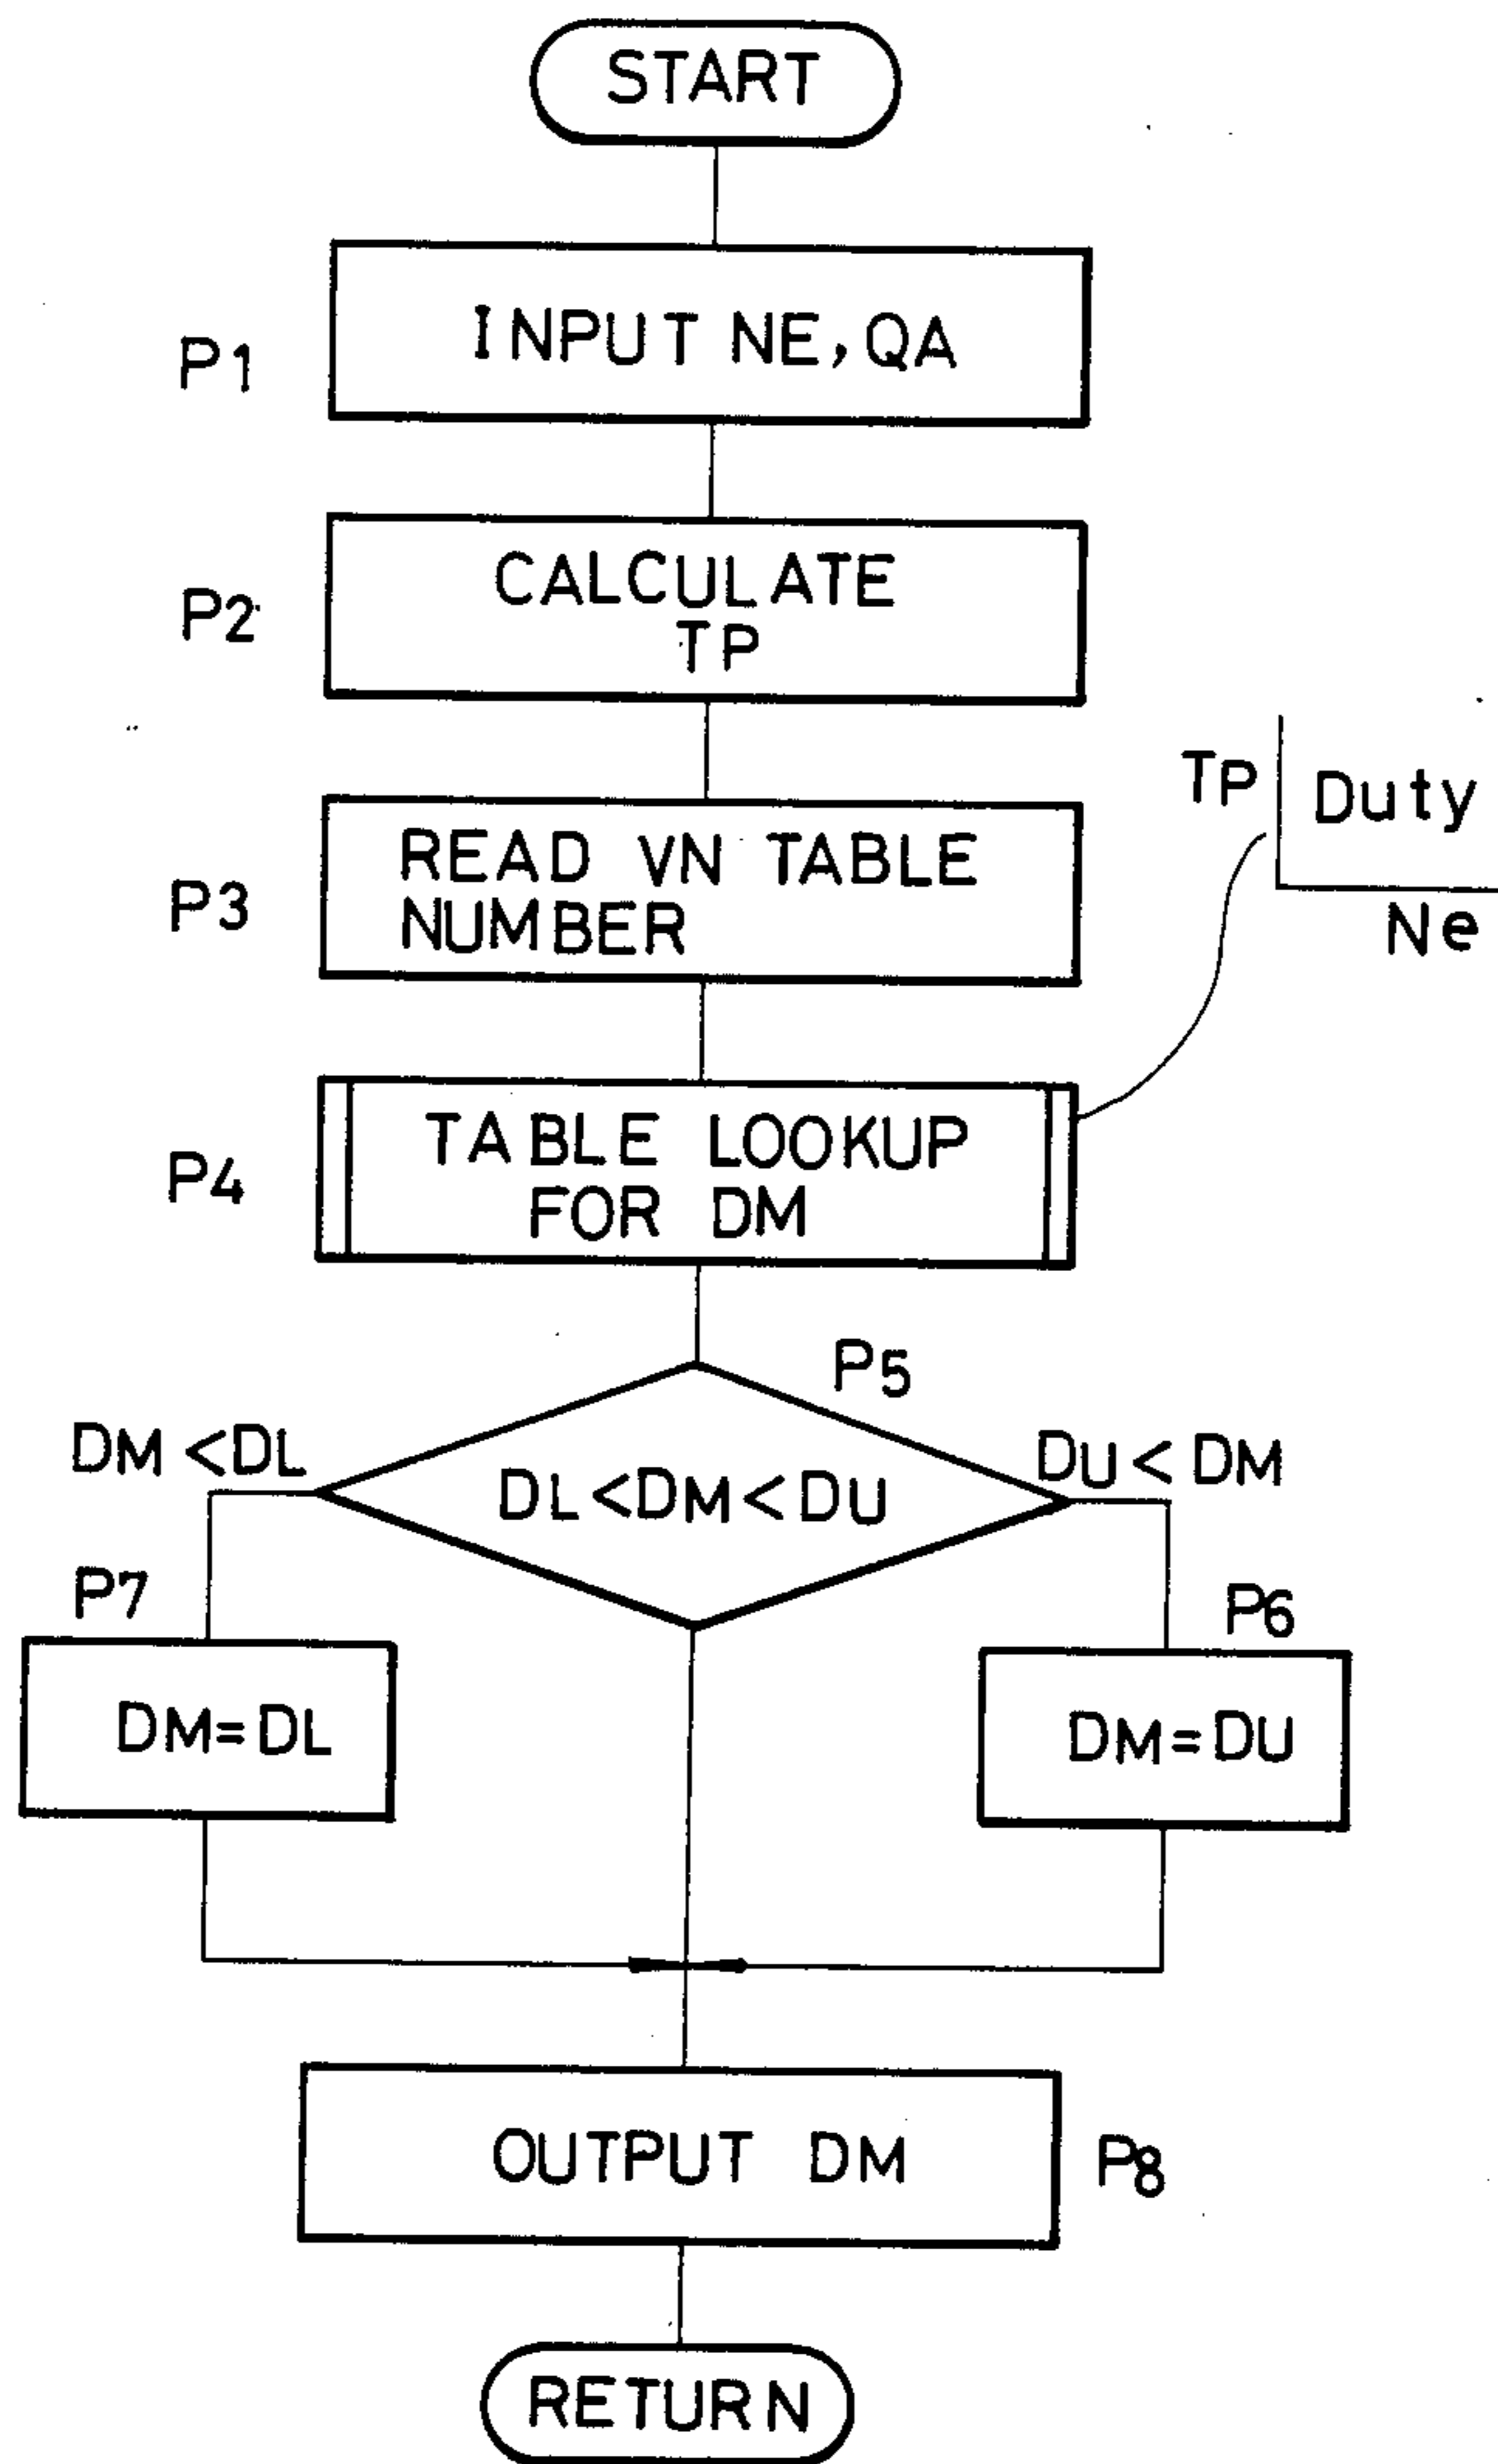 START
P1
INPUT NE, QA
P2
CALCULATE
TP
P3
READ VN TABLE
NUMBER
TP
Duty
Ne
P4
TABLE LOOKUP
FOR DM
P5
DM<DL
DL<DM<DU
DU<DM
P7
DM=DL
P6
DM=DU
OUTPUT DM
P8
RETURN